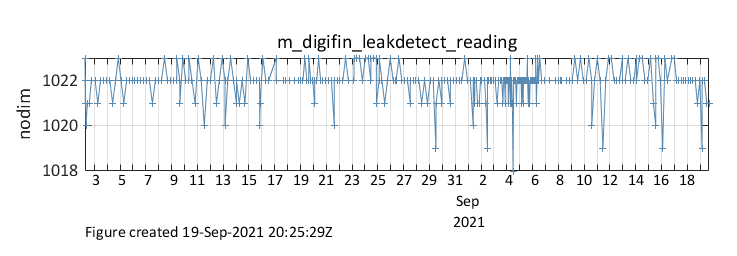 m_digifin_leakdetect_reading
nodim
1022
1020
1018
3 5 7 9 11 13 15 17 19 21 23 25 27 29 31 2 4 6 8 10 12 14 16 18
Sep
2021
Figure created 19-Sep-2021 20:25:29Z